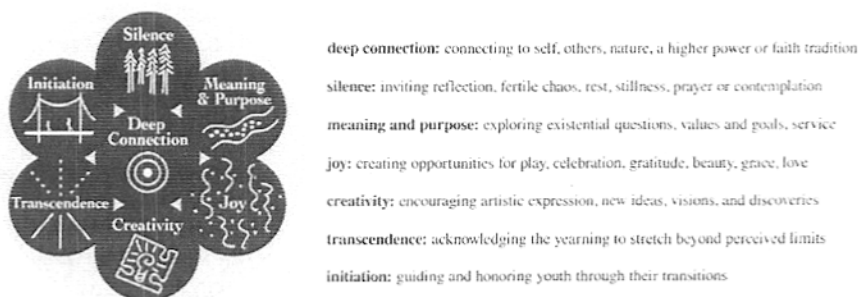 Silence
Initiation
Meaning
& Purpose
Deep
Connection
Transcendence
Joy
Creativity
deep connection: connecting to self, others, nature, a higher power or faith tradition
silence: inviting reflection, fertile chaos, rest, stillness, prayer or contemplation
meaning and purpose: exploring existential questions, values and goals, service
joy: creating opportunities for play, celebration, gratitude, beauty, grace, love
creativity: encouraging artistic expression, new ideas, visions, and discoveries
transcendence: acknowledging the yearning to stretch beyond perceived limits
initiation: guiding and honoring youth through their transitions